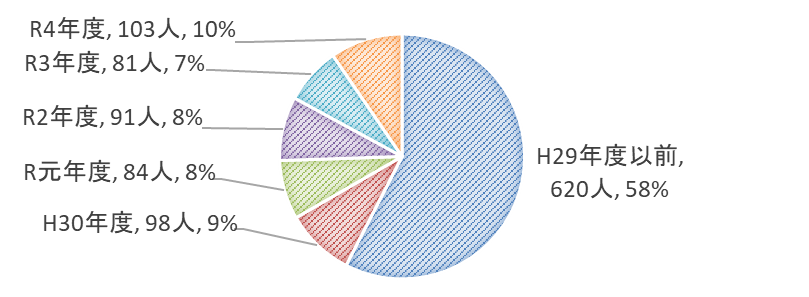 R4年度, 103人, 10%
R3年度, 81人, 7%
R2年度, 91人, 8%
R元年度, 84人, 8%
H30年度, 98人, 9%
H29年度以前,
620人, 58%